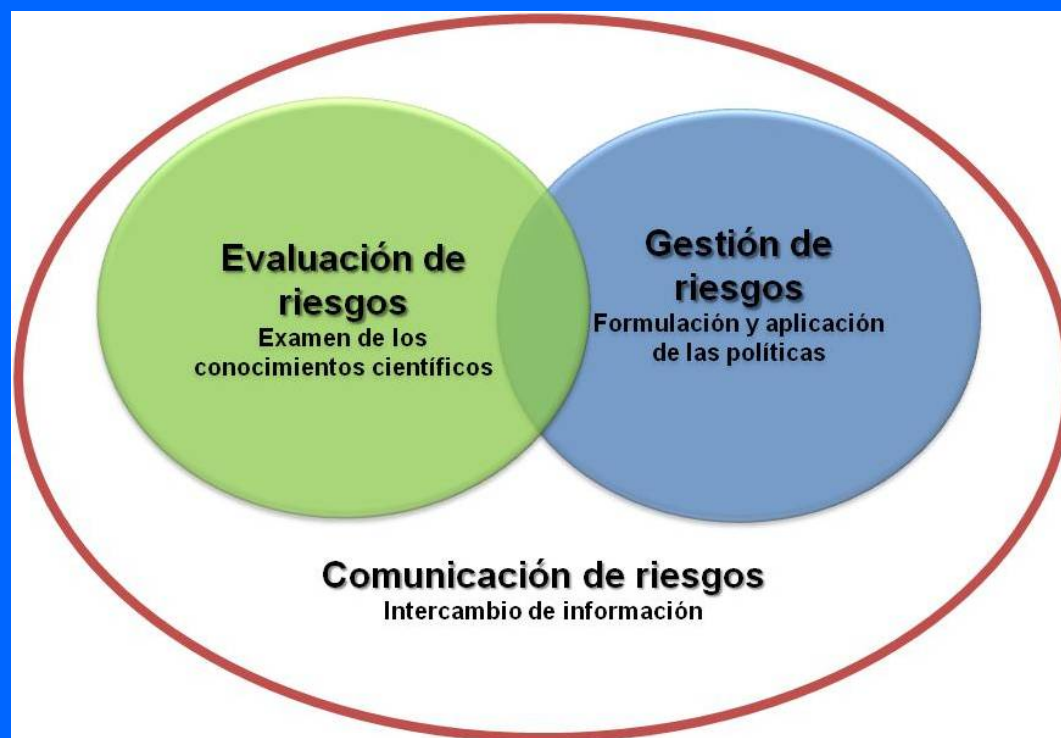 Evaluación de
riesgos
Examen de los
conocimientos científicos
Gestión de
riesgos
Formulación y aplicación
de las políticas
Comunicación de riesgos
Intercambio de información